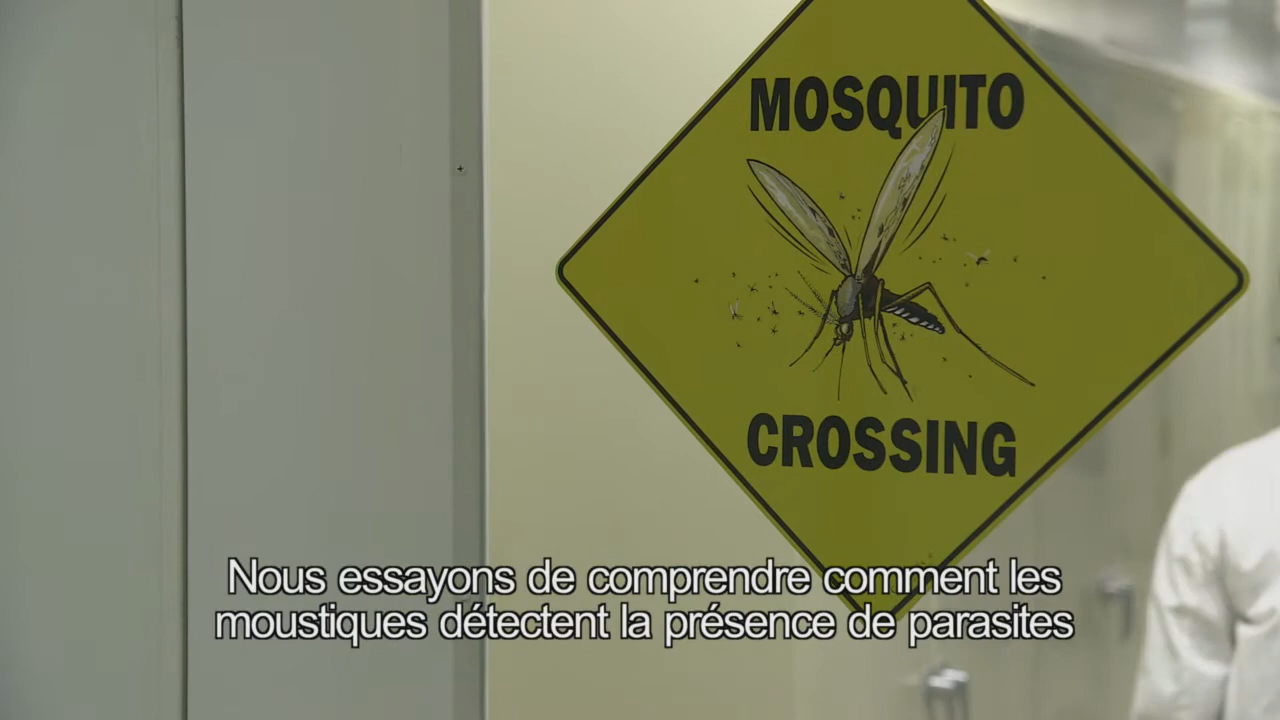 MOSQUITO
CROSSING
Nous essayons de comprendre comment les
moustiques détectent la présence de parasites